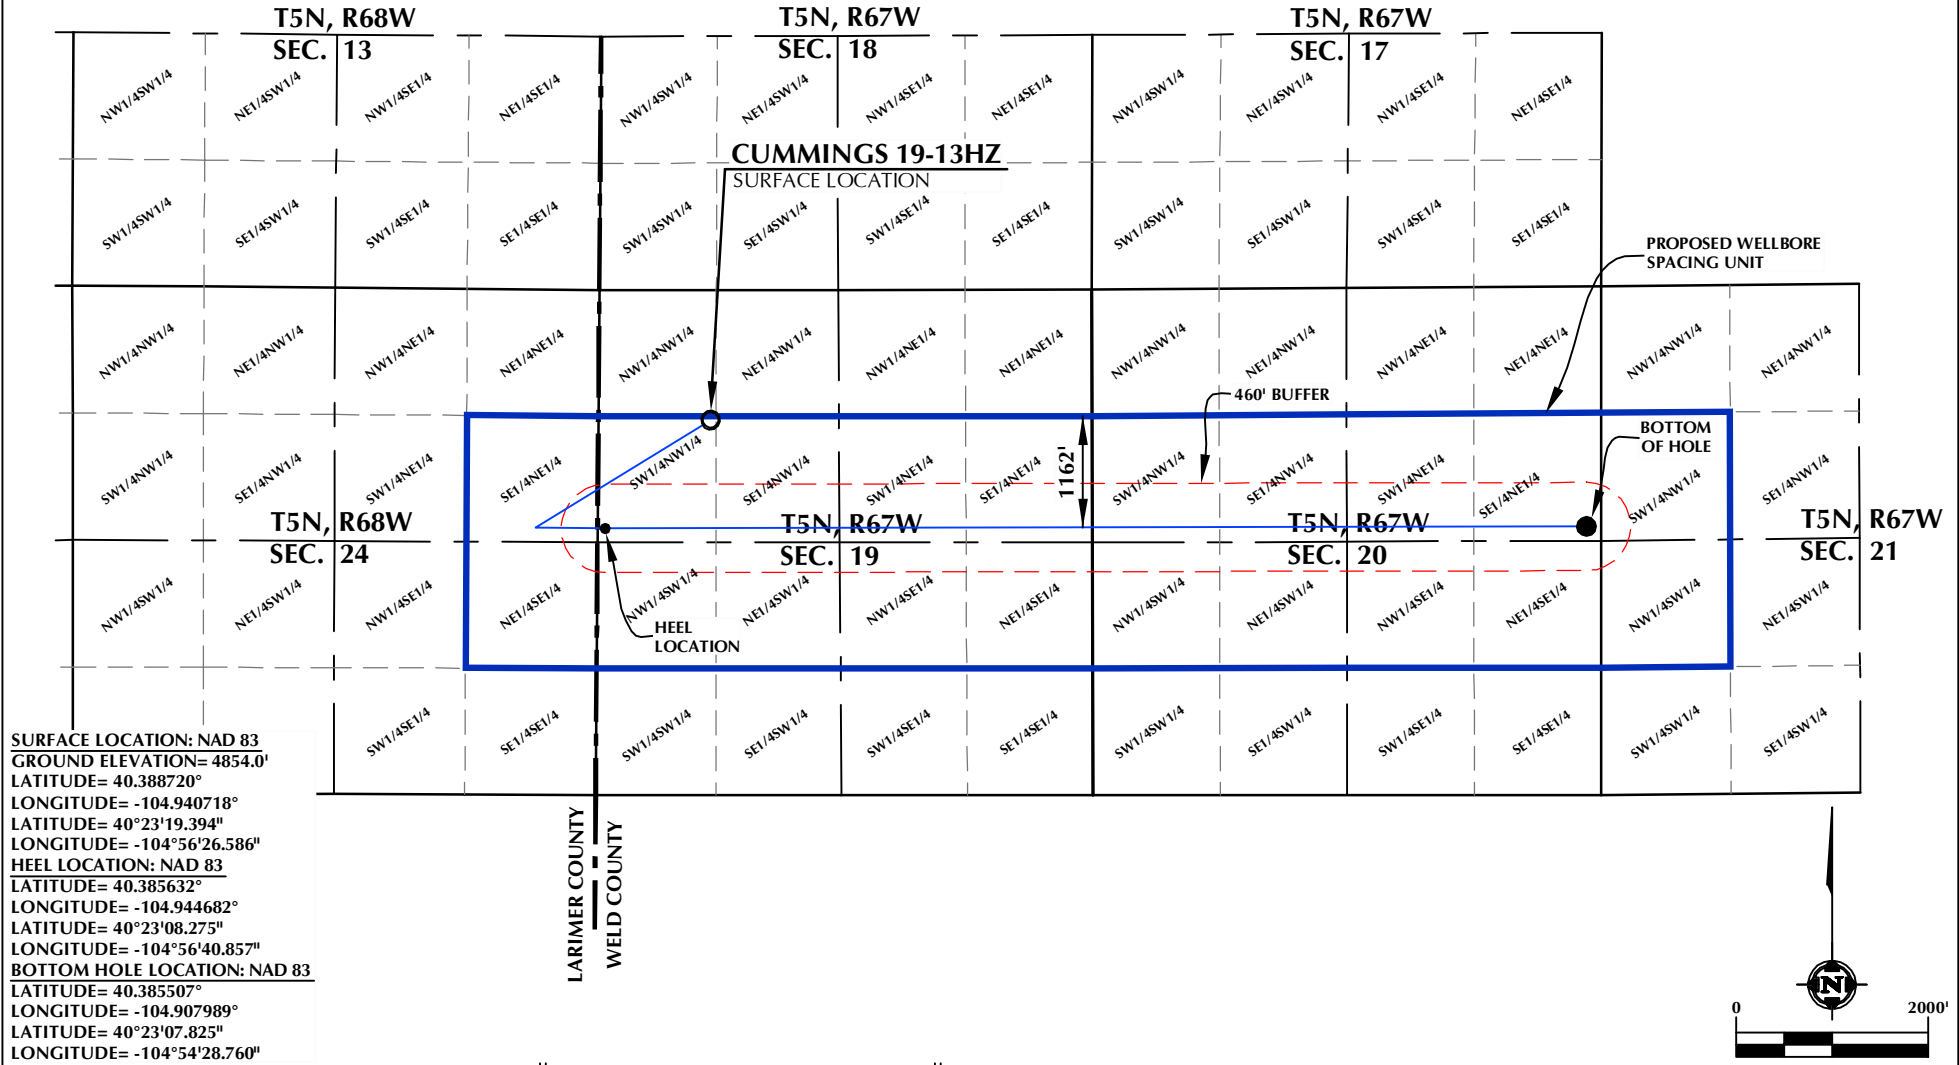 T5N, R68W
SEC. 13
T5N, R67W
SEC. 18
T5N, R67W
SEC. 17
NW1/4SW1/4
NE1/4SW1/4
NW1/4SE1/4
NE1/4SE1/4
NW1/4SW1/4
NE1/4SW1/4
NW1/4SE1/4
NE1/4SE1/4
NW1/4SW1/4
NE1/4SW1/4
NW1/4SE1/4
NE1/4SE1/4
CUMMINGS 19-13HZ
SURFACE LOCATION
SW1/4SW1/4
SE1/4SW1/4
SW1/4SE1/4
SE1/4SE1/4
SW1/4SW1/4
SE1/4SW1/4
SW1/4SE1/4
SE1/4SE1/4
SW1/4SW1/4
SE1/4SW1/4
SW1/4SE1/4
SE1/4SE1/4
PROPOSED WELLBORE
SPACING UNIT
NW1/4NW1/4
NE1/4NW1/4
NW1/4NE1/4
NE1/4NE1/4
NW1/4NW1/4
NE1/4NW1/4
NW1/4NE1/4
NE1/4NE1/4
NW1/4NW1/4
NE1/4NW1/4
NW1/4NE1/4
NE1/4NE1/4
NW1/4NW1/4
NE1/4NW1/4
460' BUFFER
BOTTOM
OF HOLE
1162'
SW1/4NW1/4
SE1/4NW1/4
SW1/4NE1/4
SE1/4NE1/4
SW1/4NW1/4
SE1/4NW1/4
SW1/4NE1/4
SE1/4NE1/4
SW1/4NW1/4
SE1/4NW1/4
SW1/4NE1/4
SE1/4NE1/4
SW1/4NW1/4
SE1/4NW1/4
T5N, R68W
SEC. 24
T5N, R67W
SEC. 19
T5N, R67W
SEC. 20
T5N, R67W
SEC. 21
NW1/4SW1/4
NE1/4SW1/4
NW1/4SE1/4
NE1/4SE1/4
NW1/4SW1/4
NE1/4SW1/4
NW1/4SE1/4
NE1/4SE1/4
NW1/4SW1/4
NE1/4SW1/4
NW1/4SE1/4
NE1/4SE1/4
NW1/4SW1/4
NE1/4SW1/4
HEEL
LOCATION
SW1/4SE1/4
SE1/4SE1/4
SW1/4SW1/4
SE1/4SW1/4
SW1/4SE1/4
SE1/4SE1/4
SW1/4SW1/4
SE1/4SW1/4
SW1/4SE1/4
SE1/4SE1/4
SW1/4SW1/4
SE1/4SW1/4
SURFACE LOCATION: NAD 83
GROUND ELEVATION= 4854.0'
LATITUDE= 40.388720°
LONGITUDE= -104.940718°
LATITUDE= 40°23'19.394"
LONGITUDE= -104°56'26.586"
HEEL LOCATION: NAD 83
LATITUDE= 40.385632°
LONGITUDE= -104.944682°
LATITUDE= 40°23'08.275"
LONGITUDE= -104°56'40.857"
BOTTOM HOLE LOCATION: NAD 83
LATITUDE= 40.385507°
LONGITUDE= -104.907989°
LATITUDE= 40°23'07.825"
LONGITUDE= -104°54'28.760"
LARIMER COUNTY
WELD COUNTY
N
0 2000'